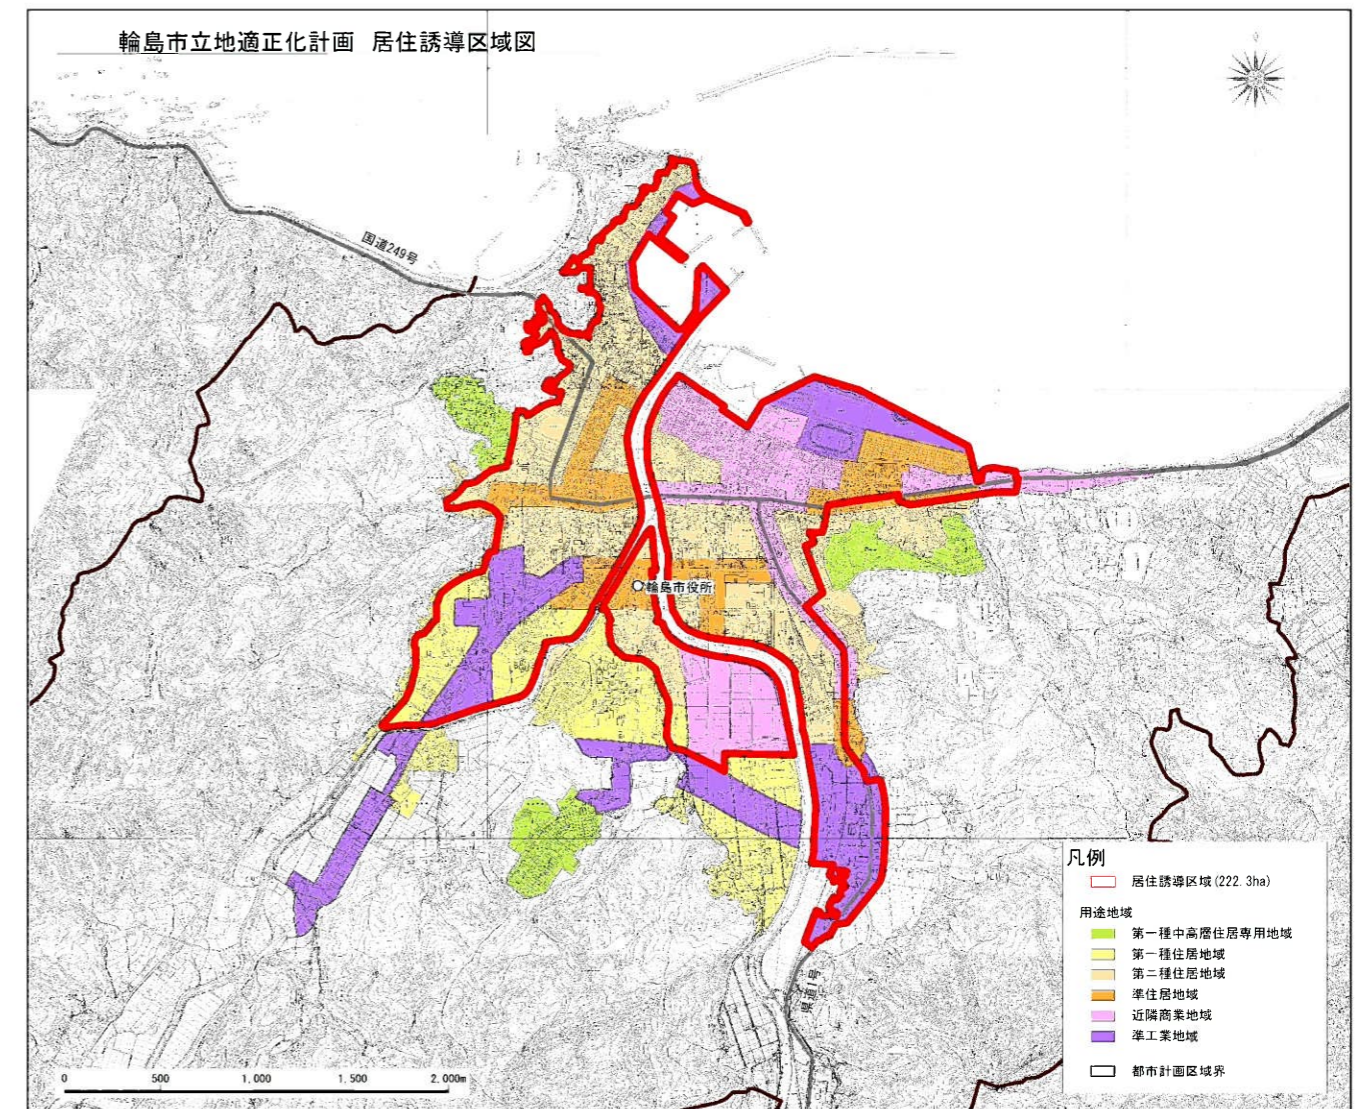 輪島市立地適正化計画 居住誘導区域図
国道249号
輪島市役所
県道1号
凡例
居住誘導区域(222.3ha)
用途地域
第一種中高層住居専用地域
第一種住居地域
第二種住居地域
準住居地域
近隣商業地域
準工業地域
都市計画区域界
0 500 1,000 1,500 2,000m